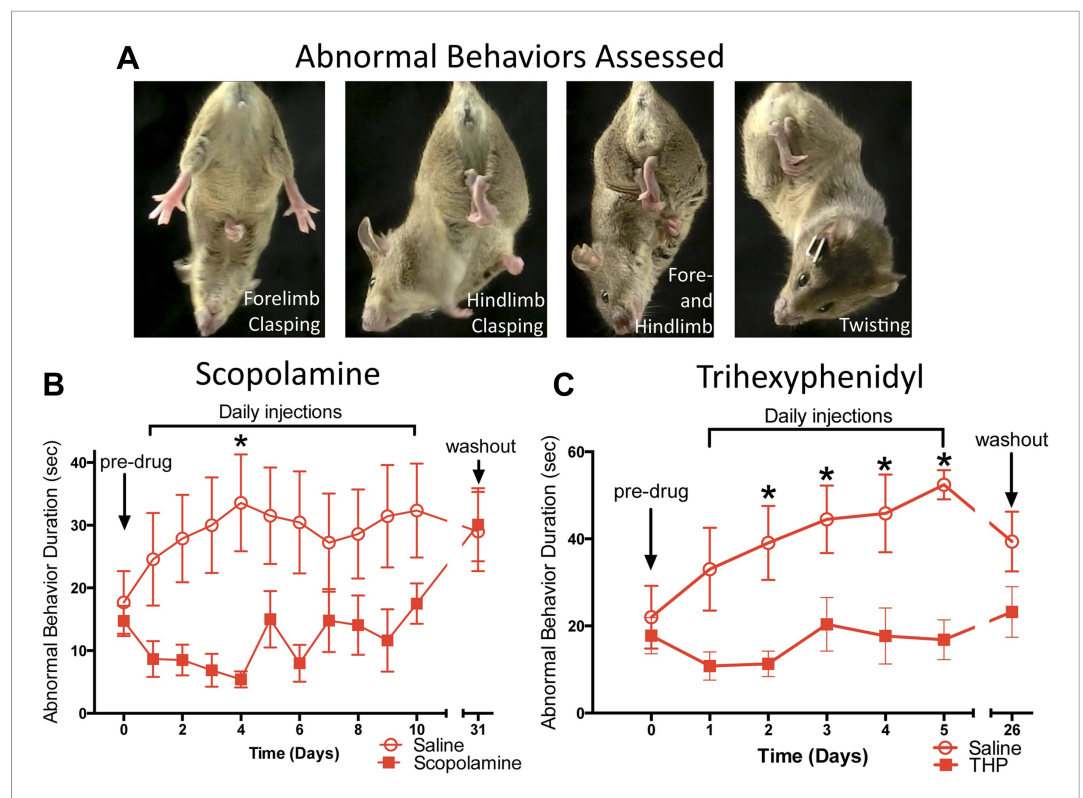 A
Abnormal Behaviors Assessed
Forelimb
Clasping
Hindlimb
Clasping
Fore-
and
Hindlimb
Twisting
B
Scopolamine
Daily injections
*
pre-drug
washout
Abnormal Behavior Duration (sec)
40
30
20
10
0
0
2
4
6
8
10
31
Time (Days)
Saline
Scopolamine
C
Trihexyphenidyl
Daily injections
* * * *
pre-drug
washout
Abnormal Behavior Duration (sec)
60
40
20
0
0
1
2
3
4
5
26
Time (Days)
Saline
THP